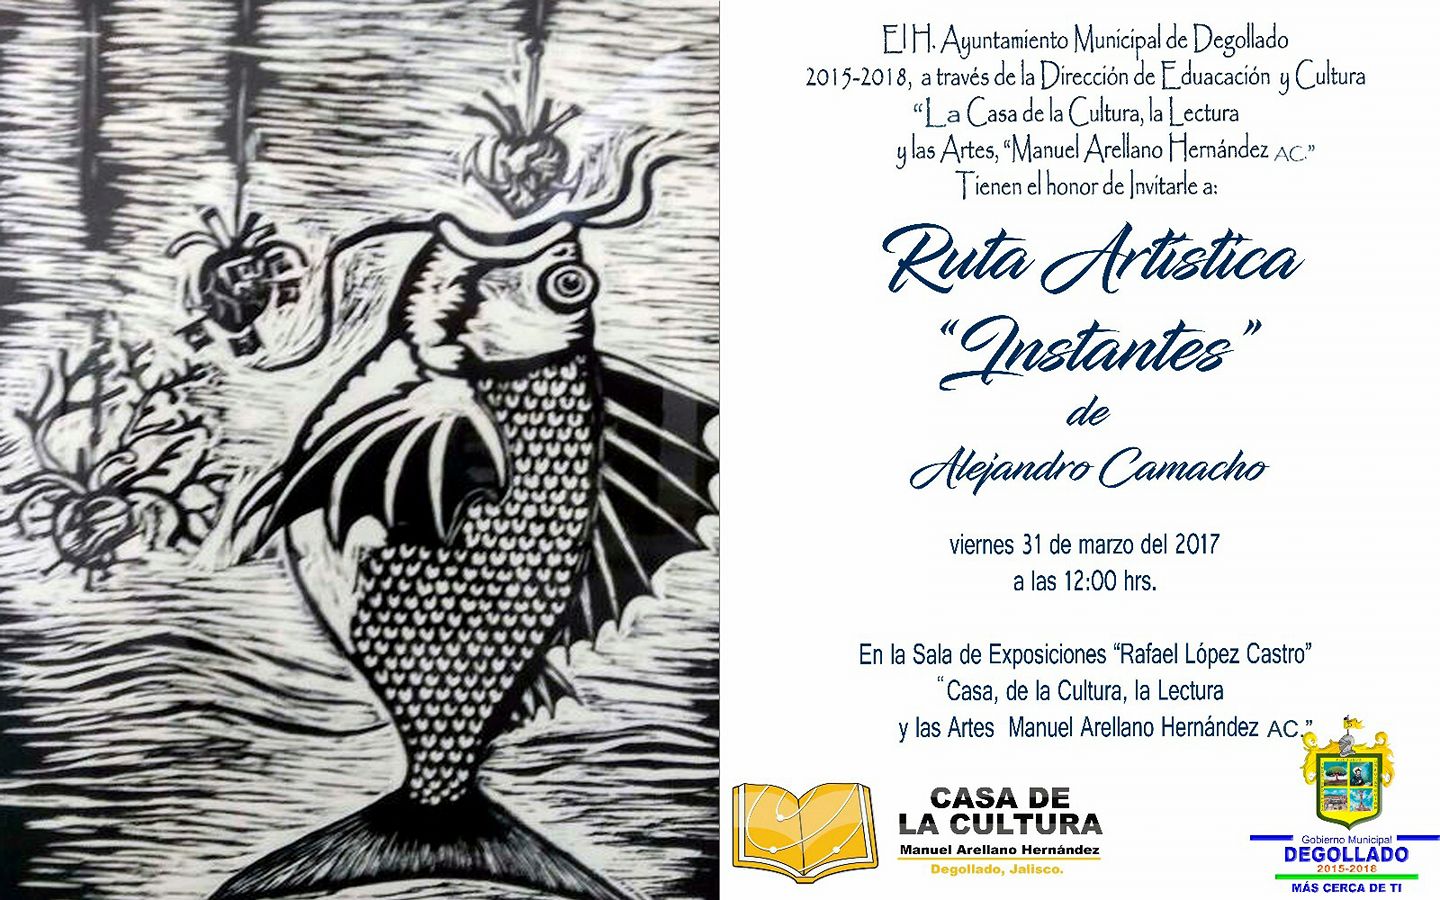 El H. Ayuntamiento Municipal de Degollado
2015-2018, a través de la Dirección de Eduacación y Cultura
“La Casa de la Cultura, la Lectura
y las Artes, “Manuel Arellano Hernández AC.”
Tienen el honor de Invitarle a:
Ruta Artística
“Instantes”
de
Alejandro Camacho
viernes 31 de marzo del 2017
a las 12:00 hrs.
En la Sala de Exposiciones “Rafael López Castro”
“Casa, de la Cultura, la Lectura
y las Artes Manuel Arellano Hernández AC.”
CASA DE
LA CULTURA
Manuel Arellano Hernández
Degollado, Jalisco.
Gobierno Municipal
DEGOLLADO
2015-2018
MÁS CERCA DE TI